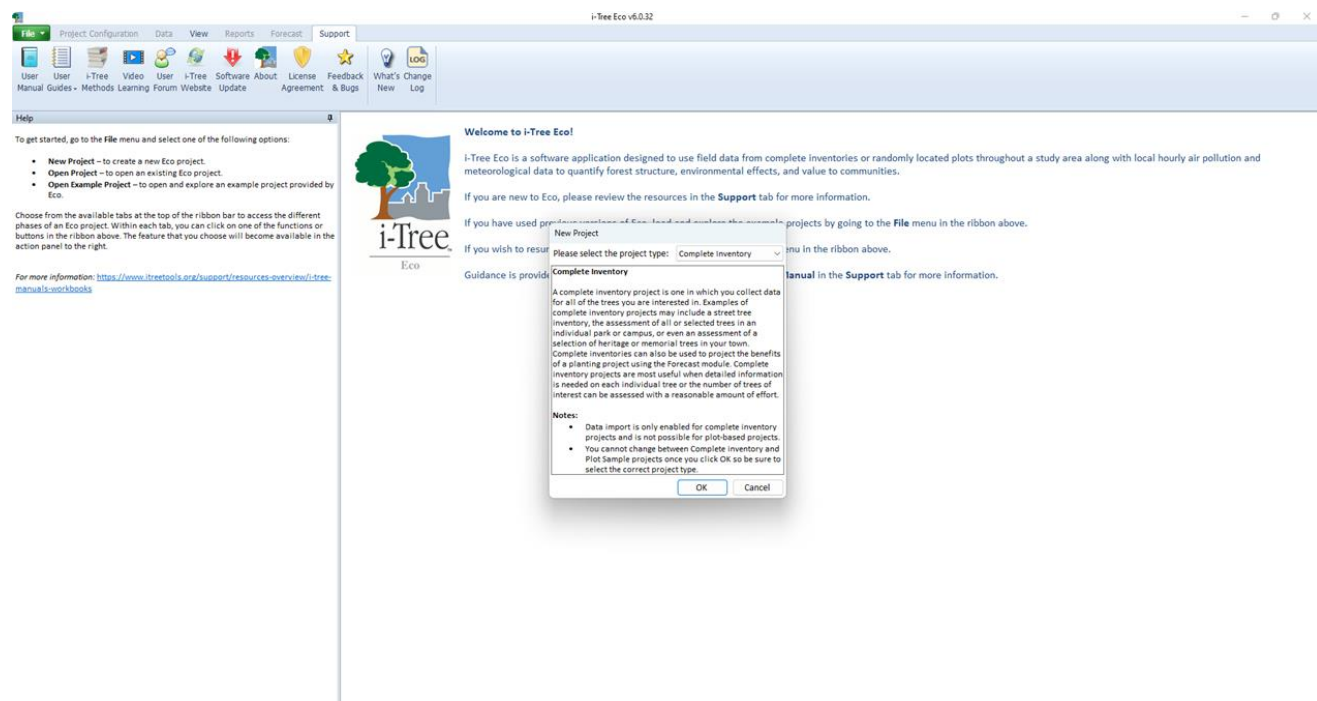 i-Tree Eco v6.0.32
File
Project Configuration Data View Reports Forecast Support
User Manual
User Guides
i-Tree Methods
Video Learning
User Forum
i-Tree Website
Software Update
About
License Agreement
Feedback & Bugs
What's New
LOG
Change Log
Help
To get started, go to the File menu and select one of the following options:
• New Project – to create a new Eco project.
• Open Project – to open an existing Eco project.
• Open Example Project – to open and explore an example project provided by
Eco.
Choose from the available tabs at the top of the ribbon bar to access the different
phases of an Eco project. Within each tab, you can click on one of the functions or
buttons in the ribbon above. The feature that you choose will become available in the
action panel to the right.
For more information: https://www.itreetools.org/support/resources-overview/i-tree-
manuals-workbooks
i-Tree
Eco
Welcome to i-Tree Eco!
i-Tree Eco is a software application designed to use field data from complete inventories or randomly located plots throughout a study area along with local hourly air pollution and
meteorological data to quantify forest structure, environmental effects, and value to communities.
If you are new to Eco, please review the resources in the Support tab for more information.
If you have used previous versions of Eco, load and explore the example projects by going to the File menu in the ribbon above.
If you wish to resu
enu in the ribbon above.
Guidance is provide
Manual in the Support tab for more information.
New Project
Please select the project type: Complete Inventory
Complete Inventory
A complete inventory project is one in which you collect data
for all of the trees you are interested in. Examples of
complete inventory projects may include a street tree
inventory, the assessment of all or selected trees in an
individual park or campus, or even an assessment of a
selection of heritage or memorial trees in your town.
Complete inventories can also be used to project the benefits
of a planting project using the Forecast module. Complete
inventory projects are most useful when detailed information
is needed on each individual tree or the number of trees of
interest can be assessed with a reasonable amount of effort.
Notes:
• Data import is only enabled for complete inventory
projects and is not possible for plot-based projects.
• You cannot change between Complete inventory and
Plot Sample projects once you click OK so be sure to
select the correct project type.
OK Cancel